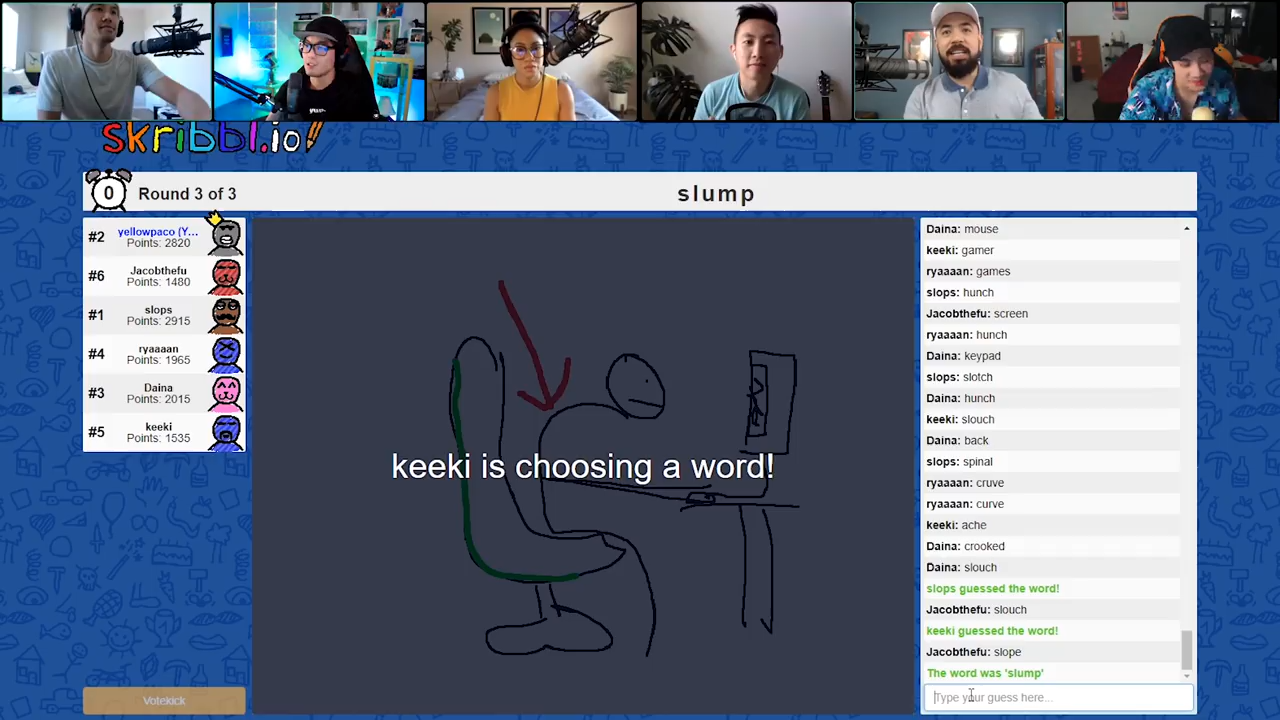 skribbl.io
0
Round 3 of 3
slump
#2
yellowpaco (Y...
Points: 2820
#6
Jacobthefu
Points: 1480
#1
slops
Points: 2915
#4
ryaaaan
Points: 1965
#3
Daina
Points: 2015
#5
keeki
Points: 1535
Votekick
keeki is choosing a word!
Daina: mouse
keeki: gamer
ryaaaan: games
slops: hunch
Jacobthefu: screen
ryaaaan: hunch
Daina: keypad
slops: slotch
Daina: hunch
keeki: slouch
Daina: back
slops: spinal
ryaaaan: cruve
ryaaaan: curve
keeki: ache
Daina: crooked
Daina: slouch
slops guessed the word!
Jacobthefu: slouch
keeki guessed the word!
Jacobthefu: slope
The word was 'slump'
Type your guess here...